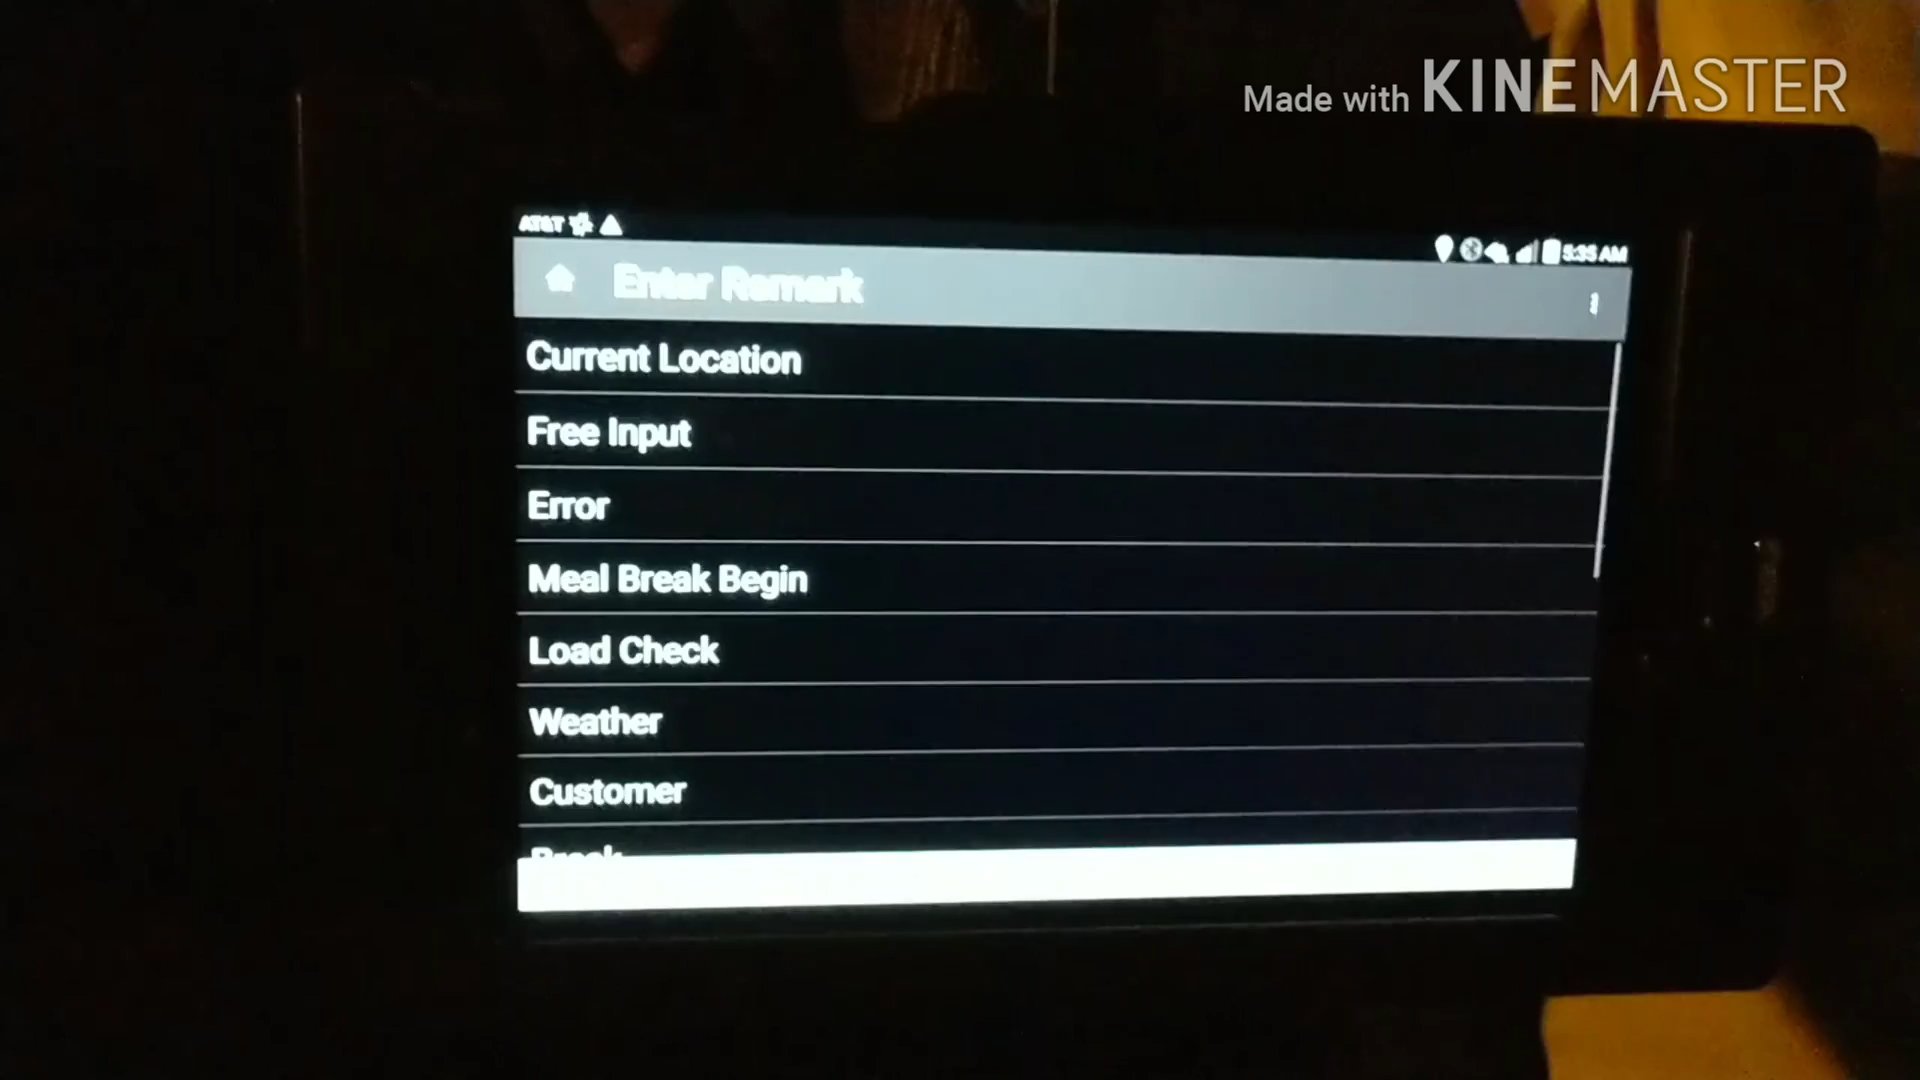 Made with KINEMASTER
AT&T 5:35 AM
Enter Remark
Current Location
Free Input
Error
Meal Break Begin
Load Check
Weather
Customer
Break